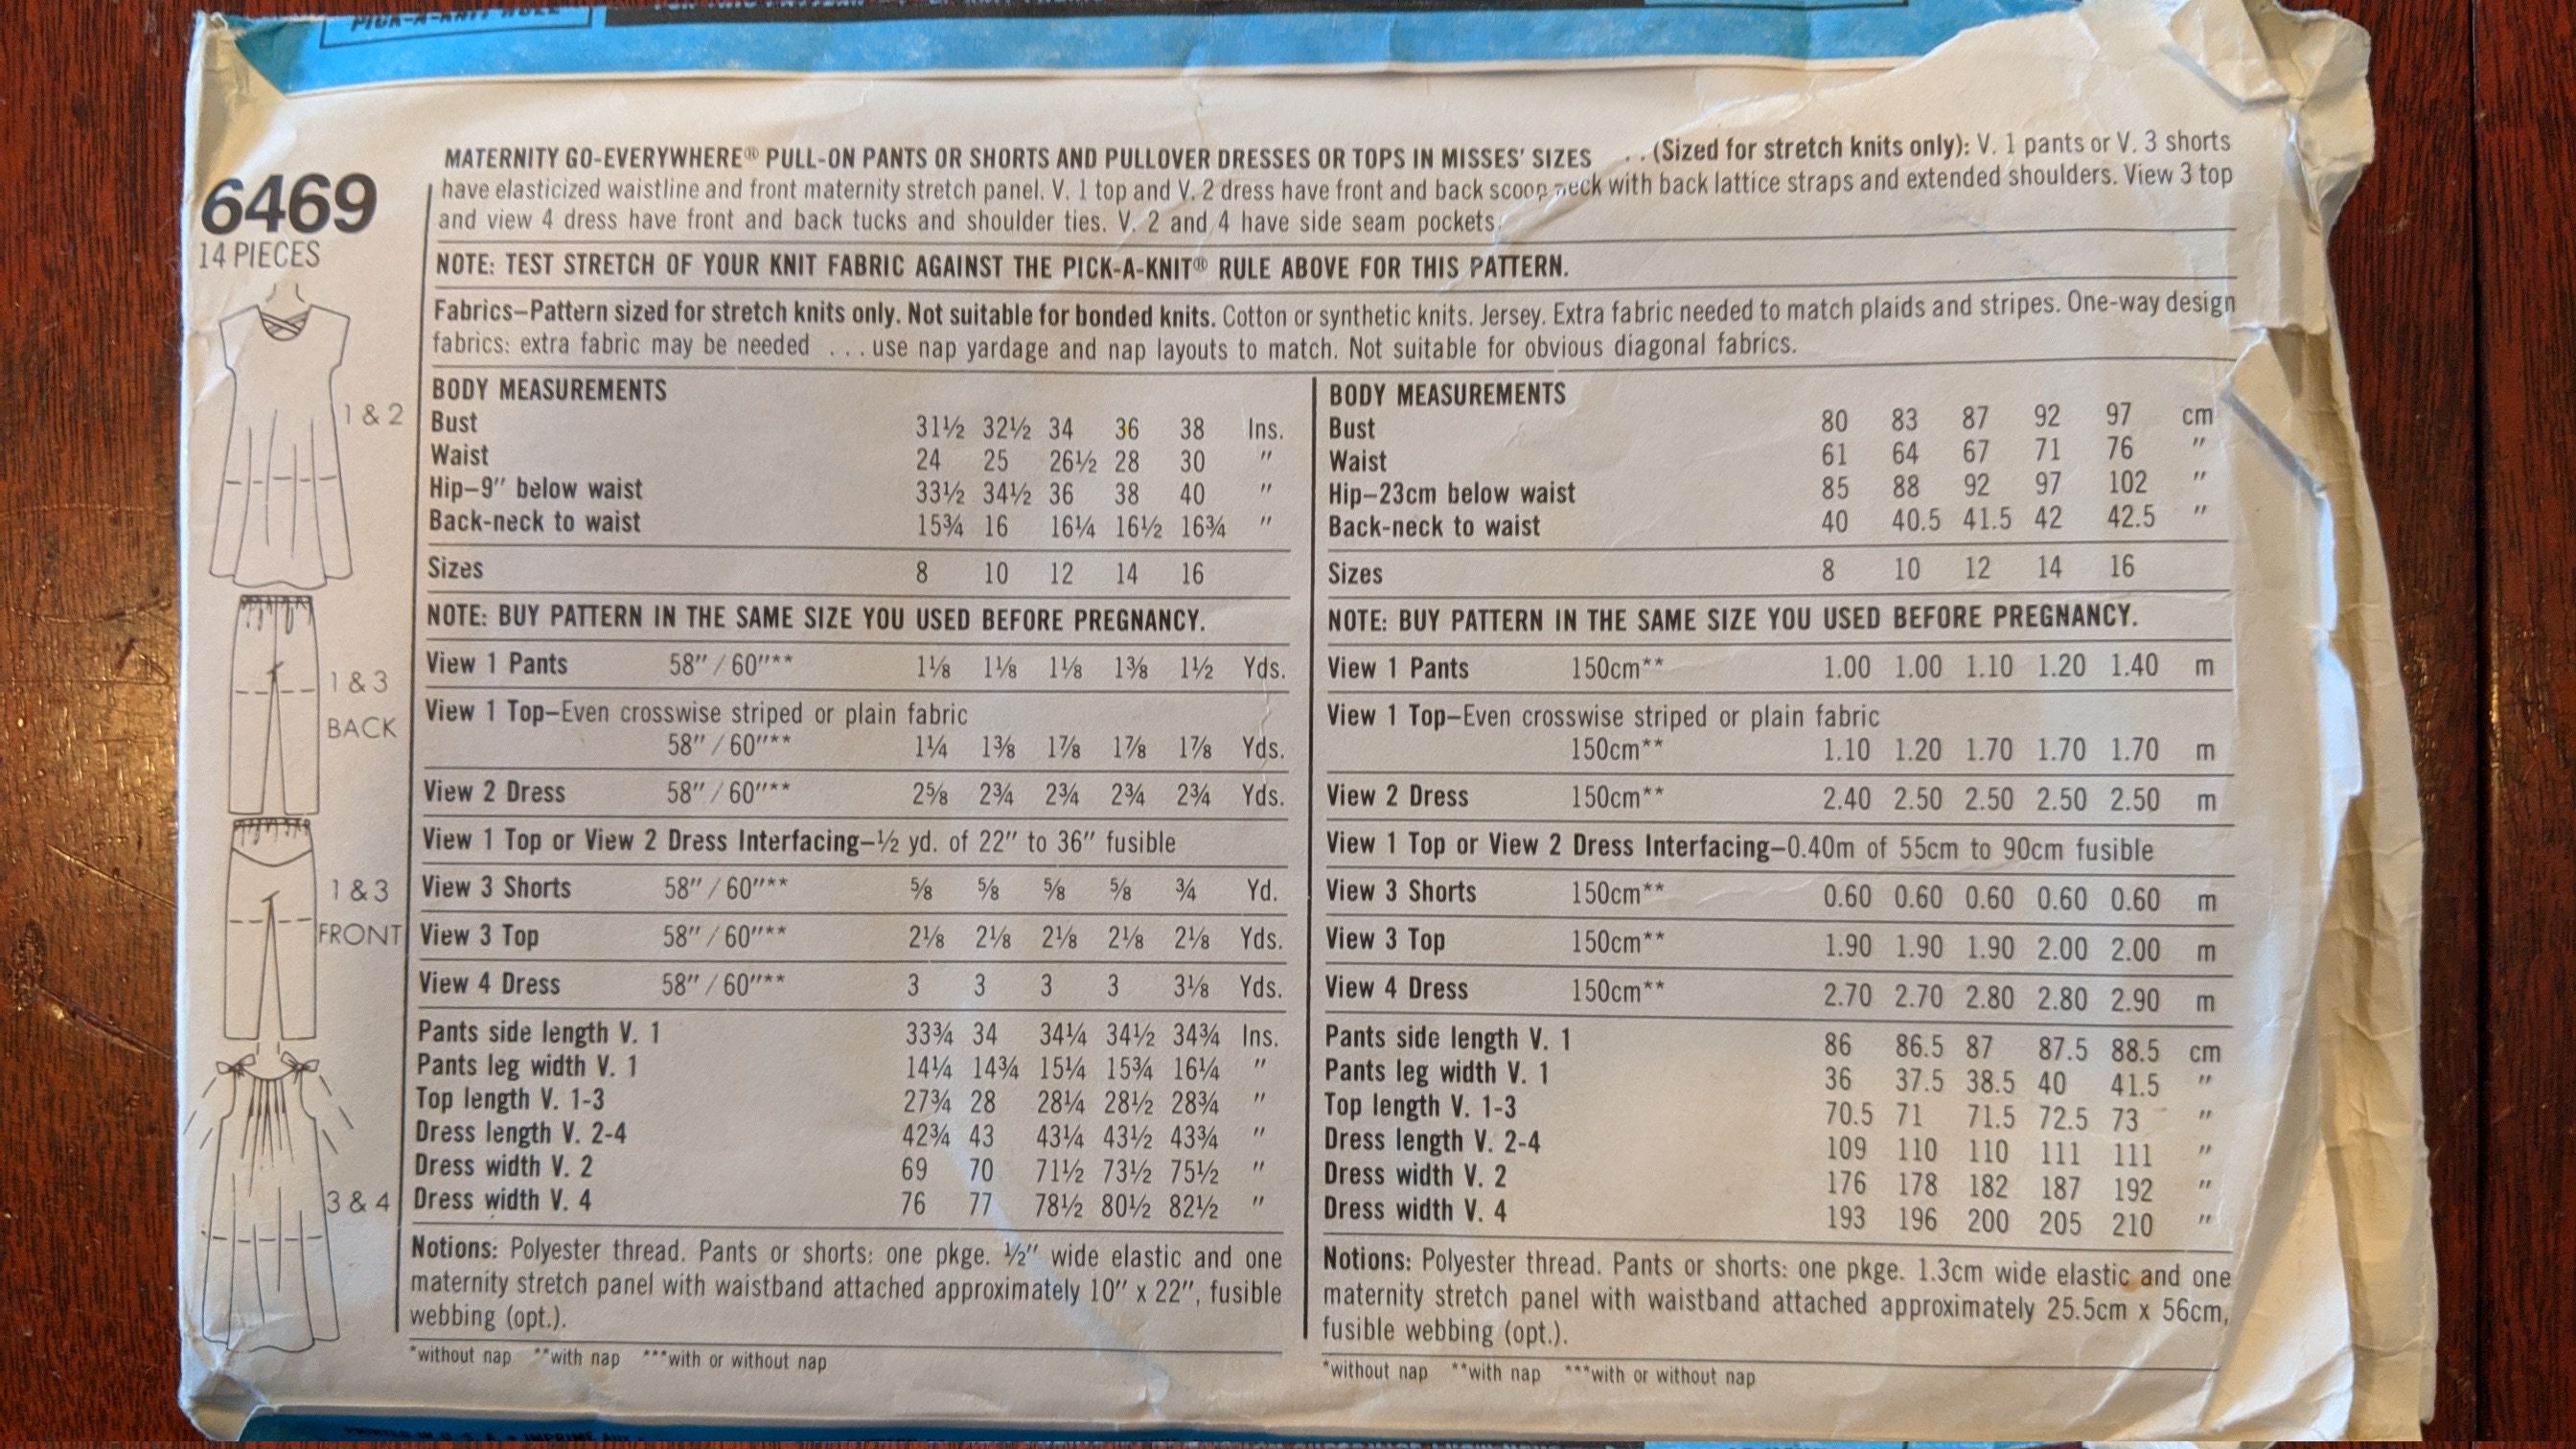 PICK-A-KNIT RULE
6469
14 PIECES
1 & 2
1 & 3
BACK
1 & 3
FRONT
3 & 4
MATERNITY GO-EVERYWHERE® PULL-ON PANTS OR SHORTS AND PULLOVER DRESSES OR TOPS IN MISSES' SIZES . . (Sized for stretch knits only): V. 1 pants or V. 3 shorts
have elasticized waistline and front maternity stretch panel. V. 1 top and V. 2 dress have front and back scoop neck with back lattice straps and extended shoulders. View 3 top
and view 4 dress have front and back tucks and shoulder ties. V. 2 and 4 have side seam pockets.
NOTE: TEST STRETCH OF YOUR KNIT FABRIC AGAINST THE PICK-A-KNIT® RULE ABOVE FOR THIS PATTERN.
Fabrics—Pattern sized for stretch knits only. Not suitable for bonded knits. Cotton or synthetic knits. Jersey. Extra fabric needed to match plaids and stripes. One-way design
fabrics: extra fabric may be needed . . . use nap yardage and nap layouts to match. Not suitable for obvious diagonal fabrics.
BODY MEASUREMENTS
Bust 31½ 32½ 34 36 38 Ins.
Waist 24 25 26½ 28 30 "
Hip—9" below waist 33½ 34½ 36 38 40 "
Back-neck to waist 15¾ 16 16¼ 16½ 16¾ "
Sizes 8 10 12 14 16
NOTE: BUY PATTERN IN THE SAME SIZE YOU USED BEFORE PREGNANCY.
View 1 Pants 58" / 60"** 1⅛ 1⅛ 1⅛ 1⅜ 1½ Yds.
View 1 Top—Even crosswise striped or plain fabric
58" / 60"** 1¼ 1⅜ 1⅞ 1⅞ 1⅞ Yds.
View 2 Dress 58" / 60"** 2⅝ 2¾ 2¾ 2¾ 2¾ Yds.
View 1 Top or View 2 Dress Interfacing—½ yd. of 22" to 36" fusible
View 3 Shorts 58" / 60"** ⅝ ⅝ ⅝ ⅝ ¾ Yd.
View 3 Top 58" / 60"** 2⅛ 2⅛ 2⅛ 2⅛ 2⅛ Yds.
View 4 Dress 58" / 60"** 3 3 3 3 3⅛ Yds.
Pants side length V. 1 33¾ 34 34¼ 34½ 34¾ Ins.
Pants leg width V. 1 14¼ 14¾ 15¼ 15¾ 16¼ "
Top length V. 1-3 27¾ 28 28¼ 28½ 28¾ "
Dress length V. 2-4 42¾ 43 43¼ 43½ 43¾ "
Dress width V. 2 69 70 71½ 73½ 75½ "
Dress width V. 4 76 77 78½ 80½ 82½ "
Notions: Polyester thread. Pants or shorts: one pkge. ½" wide elastic and one
maternity stretch panel with waistband attached approximately 10" x 22", fusible
webbing (opt.).
*without nap **with nap ***with or without nap
BODY MEASUREMENTS
Bust 80 83 87 92 97 cm
Waist 61 64 67 71 76 "
Hip—23cm below waist 85 88 92 97 102 "
Back-neck to waist 40 40.5 41.5 42 42.5 "
Sizes 8 10 12 14 16
NOTE: BUY PATTERN IN THE SAME SIZE YOU USED BEFORE PREGNANCY.
View 1 Pants 150cm** 1.00 1.00 1.10 1.20 1.40 m
View 1 Top—Even crosswise striped or plain fabric
150cm** 1.10 1.20 1.70 1.70 1.70 m
View 2 Dress 150cm** 2.40 2.50 2.50 2.50 2.50 m
View 1 Top or View 2 Dress Interfacing—0.40m of 55cm to 90cm fusible
View 3 Shorts 150cm** 0.60 0.60 0.60 0.60 0.60 m
View 3 Top 150cm** 1.90 1.90 1.90 2.00 2.00 m
View 4 Dress 150cm** 2.70 2.70 2.80 2.80 2.90 m
Pants side length V. 1 86 86.5 87 87.5 88.5 cm
Pants leg width V. 1 36 37.5 38.5 40 41.5 "
Top length V. 1-3 70.5 71 71.5 72.5 73 "
Dress length V. 2-4 109 110 110 111 111 "
Dress width V. 2 176 178 182 187 192 "
Dress width V. 4 193 196 200 205 210 "
Notions: Polyester thread. Pants or shorts: one pkge. 1.3cm wide elastic and one
maternity stretch panel with waistband attached approximately 25.5cm x 56cm,
fusible webbing (opt.).
*without nap **with nap ***with or without nap